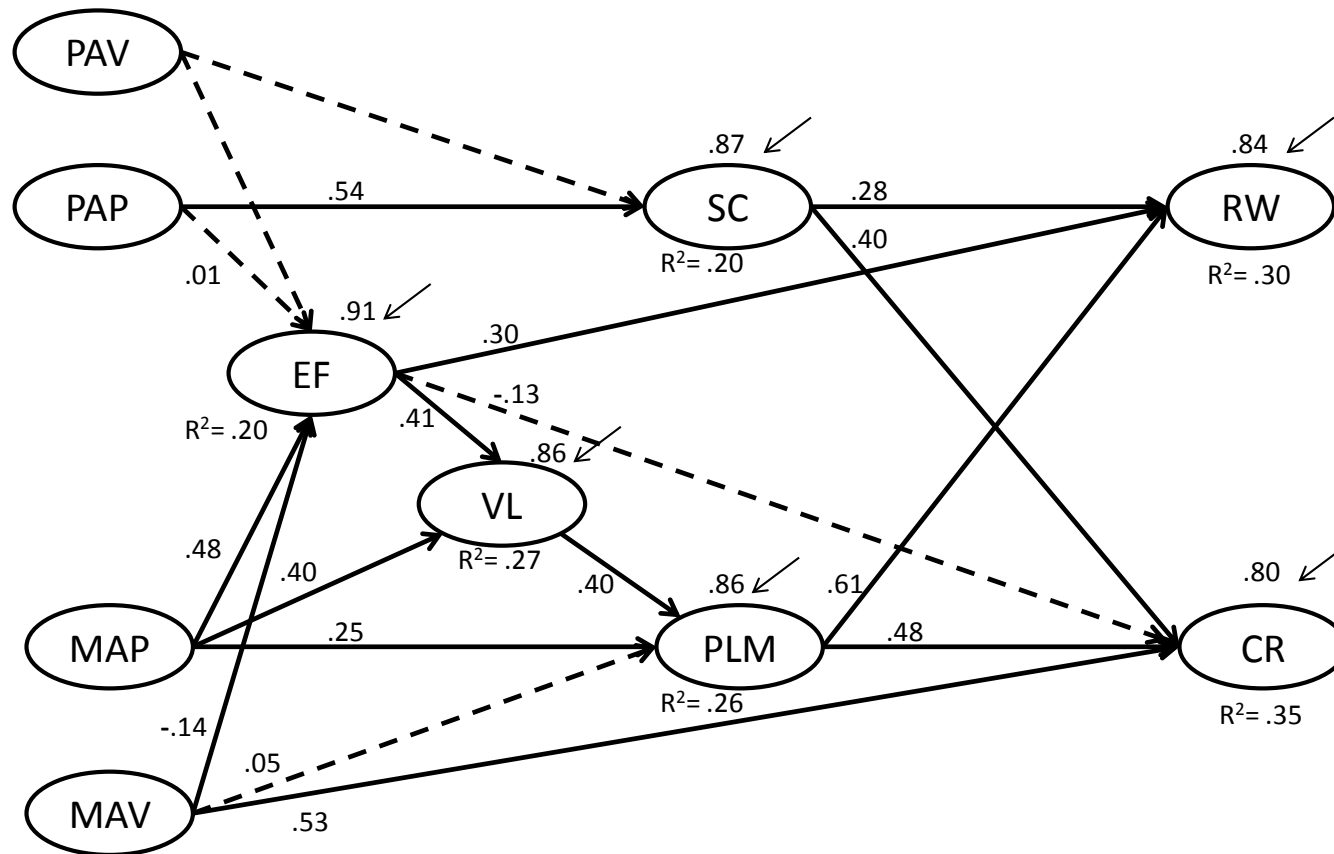 PAV
.87
.84
PAP
.54
SC
.28
RW
.40
R²= .20
R²= .30
.01
.91
.30
EF
-.13
.41
R²= .20
.86
VL
.48
R²= .27
.40
.40
.86
.61
.80
MAP
.25
PLM
.48
CR
R²= .26
R²= .35
-.14
.05
MAV
.53